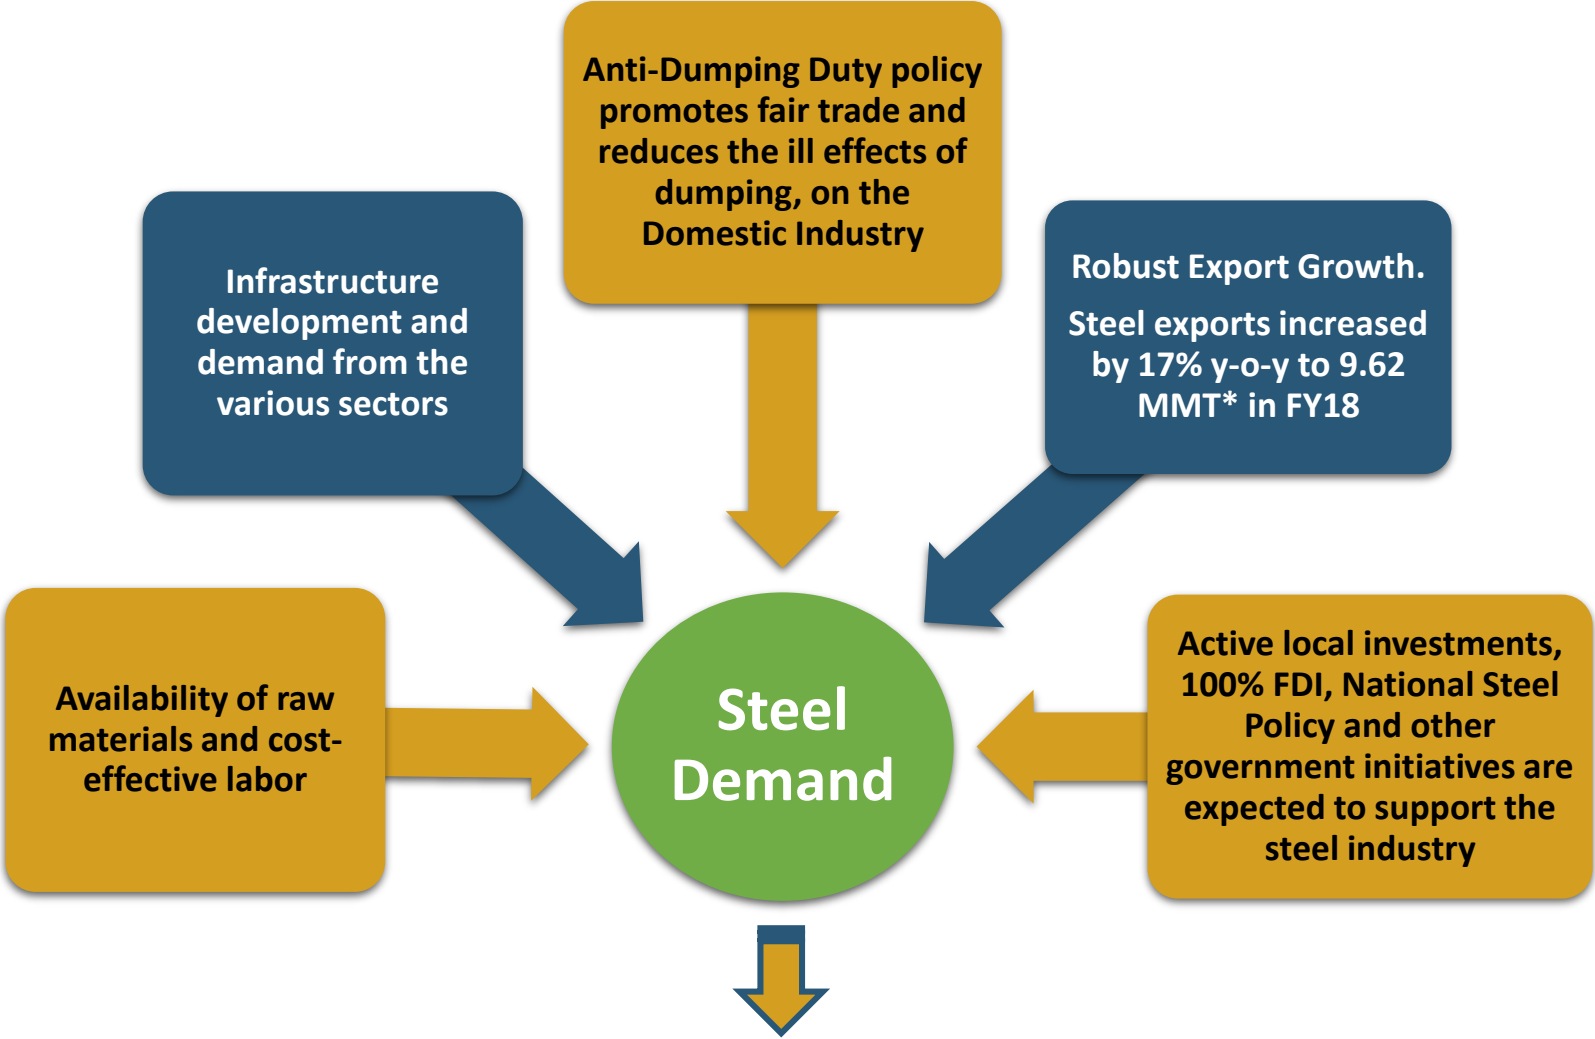 Anti-Dumping Duty policy
promotes fair trade and
reduces the ill effects of
dumping, on the
Domestic Industry
Infrastructure
development and
demand from the
various sectors
Robust Export Growth.
Steel exports increased
by 17% y-o-y to 9.62
MMT* in FY18
Availability of raw
materials and cost-
effective labor
Steel
Demand
Active local investments,
100% FDI, National Steel
Policy and other
government initiatives are
expected to support the
steel industry